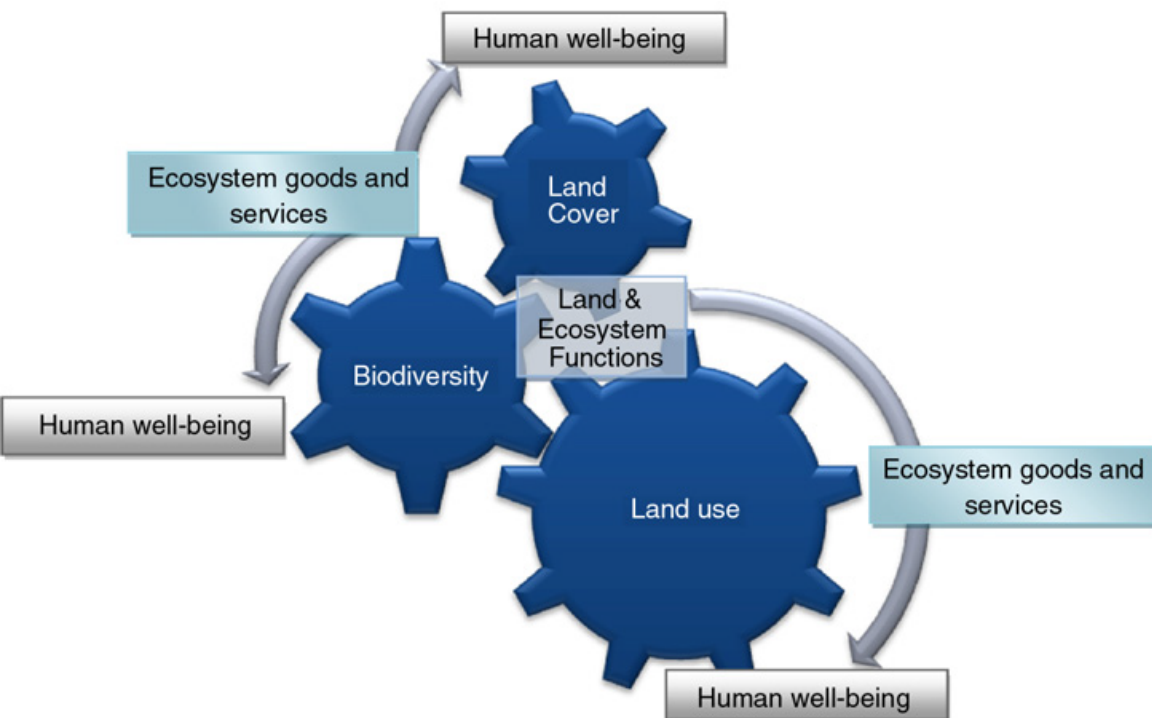 Human well-being
Ecosystem goods and
services
Land
Cover
Land &
Ecosystem
Functions
Biodiversity
Human well-being
Ecosystem goods and
services
Land use
Human well-being